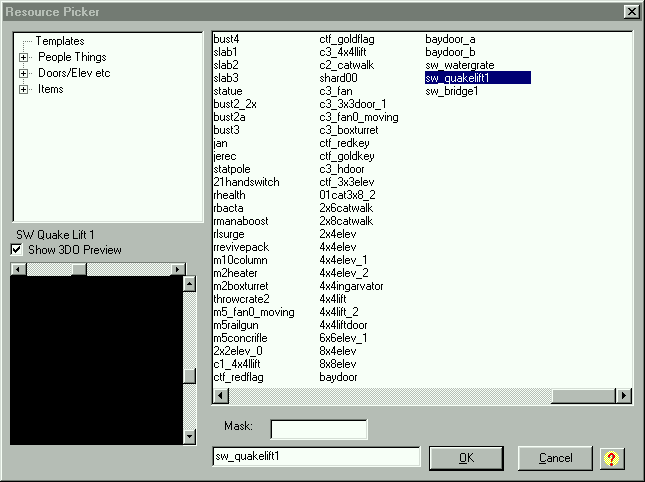 Resource Picker
Templates
People Things
Doors/Elev etc
Items
SW Quake Lift 1
Show 3DO Preview
bust4
slab1
slab2
slab3
statue
bust2_2x
bust2a
bust3
jan
jerec
statpole
21handswitch
rhealth
rbacta
rmanaboost
rlsurge
rrevivepack
m10column
m2heater
m2boxturret
throwcrate2
m5_fan0_moving
m5railgun
m5concrifle
2x2elev_0
c1_4x4llift
ctf_redflag
ctf_goldflag
c3_4x4llift
c2_catwalk
shard00
c3_fan
c3_3x3door_1
c3_fan0_moving
c3_boxturret
ctf_redkey
ctf_goldkey
c3_hdoor
ctf_3x3elev
01cat3x8_2
2x6catwalk
2x8catwalk
2x4elev
4x4elev
4x4elev_1
4x4elev_2
4x4ingarvator
4x4lift
4x4lift_2
4x4liftdoor
6x6elev_1
8x4elev
8x8elev
baydoor
baydoor_a
baydoor_b
sw_watergrate
sw_quakelift1
sw_bridge1
Mask:
sw_quakelift1
OK
Cancel
?